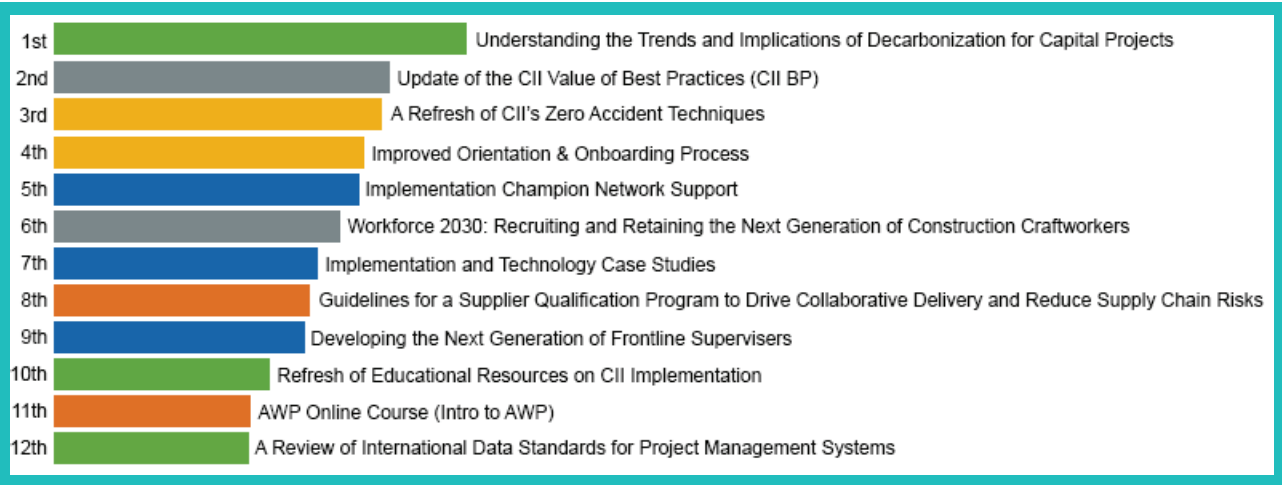 1st Understanding the Trends and Implications of Decarbonization for Capital Projects
2nd Update of the CII Value of Best Practices (CII BP)
3rd A Refresh of CII's Zero Accident Techniques
4th Improved Orientation & Onboarding Process
5th Implementation Champion Network Support
6th Workforce 2030: Recruiting and Retaining the Next Generation of Construction Craftworkers
7th Implementation and Technology Case Studies
8th Guidelines for a Supplier Qualification Program to Drive Collaborative Delivery and Reduce Supply Chain Risks
9th Developing the Next Generation of Frontline Supervisers
10th Refresh of Educational Resources on CII Implementation
11th AWP Online Course (Intro to AWP)
12th A Review of International Data Standards for Project Management Systems